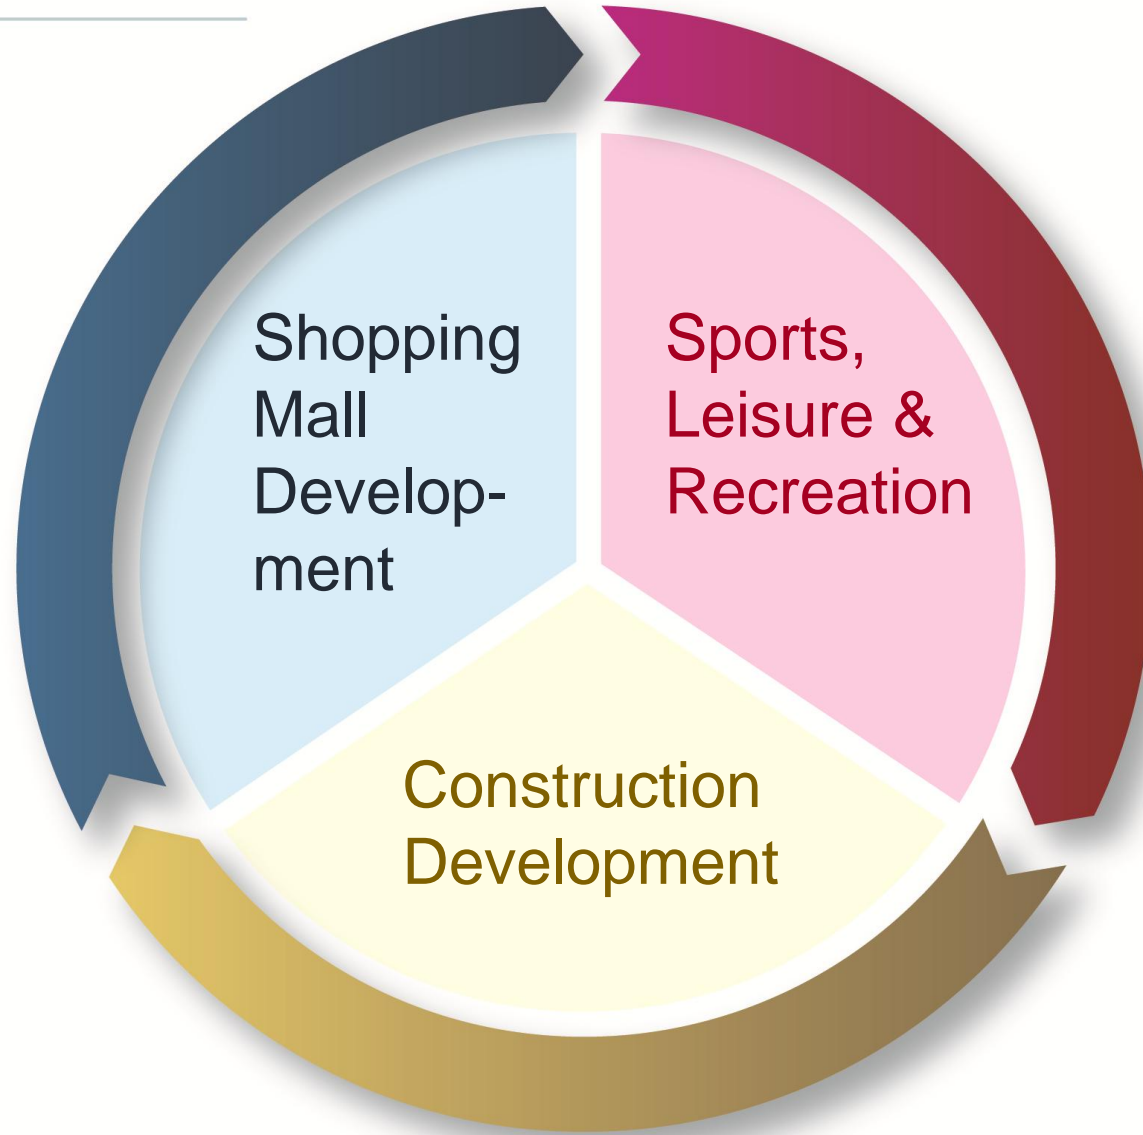 Shopping
Mall
Develop-
ment
Sports,
Leisure &
Recreation
Construction
Development